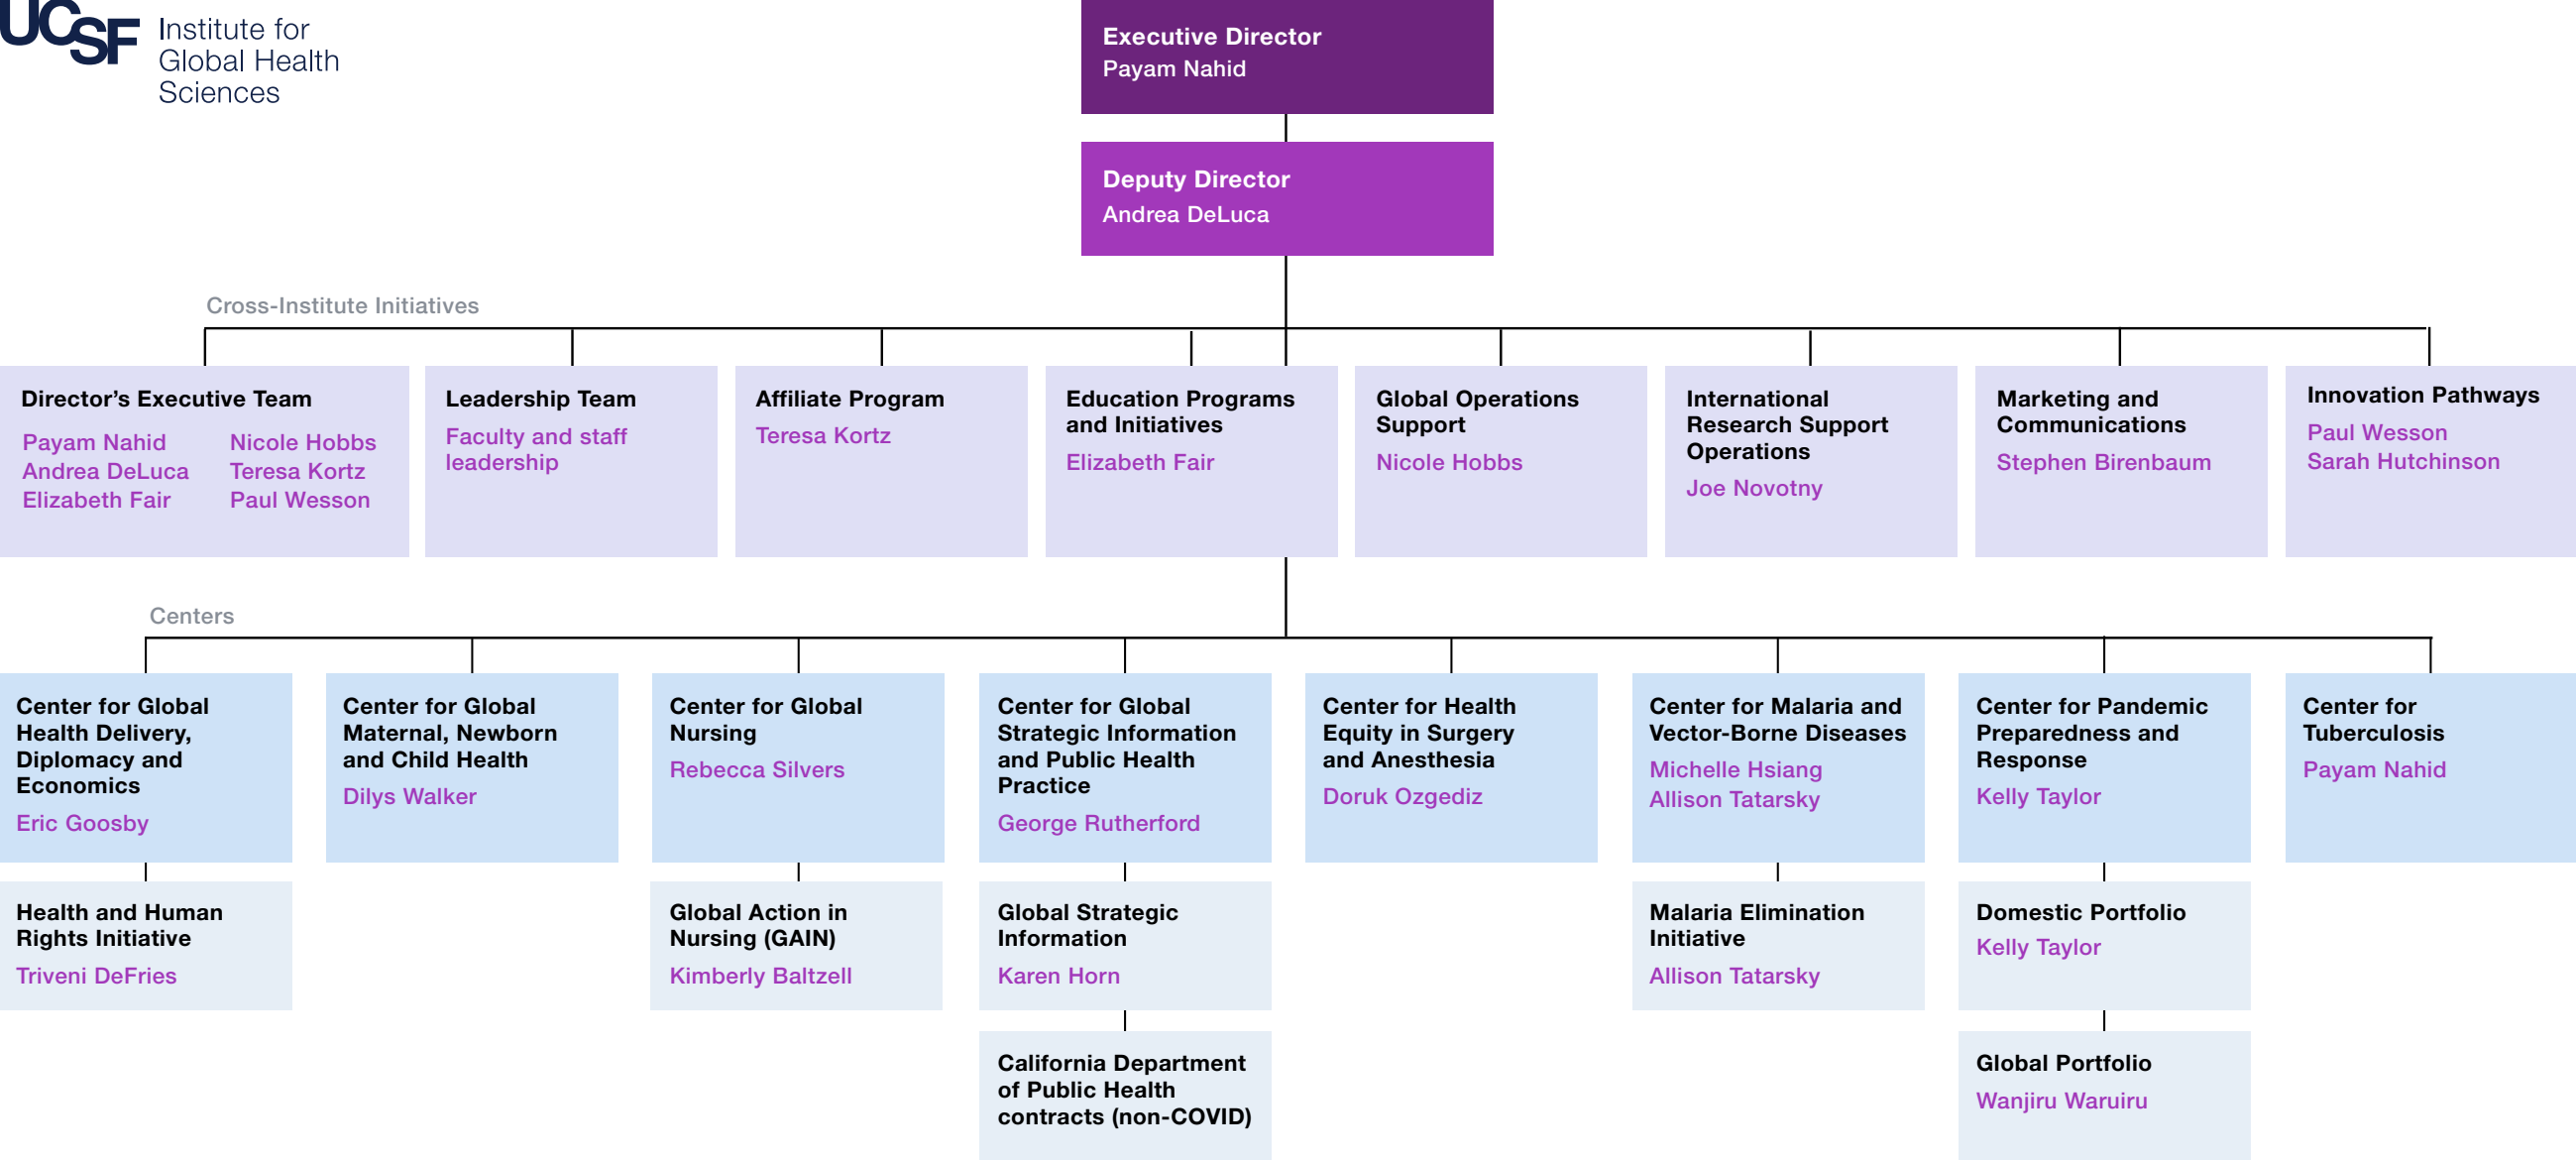 UCSF
Institute for
Global Health
Sciences
Executive Director
Payam Nahid
Deputy Director
Andrea DeLuca
Cross-Institute Initiatives
Director’s Executive Team
Payam Nahid
Andrea DeLuca
Elizabeth Fair
Nicole Hobbs
Teresa Kortz
Paul Wesson
Leadership Team
Faculty and staff
leadership
Affiliate Program
Teresa Kortz
Education Programs
and Initiatives
Elizabeth Fair
Global Operations
Support
Nicole Hobbs
International
Research Support
Operations
Joe Novotny
Marketing and
Communications
Stephen Birenbaum
Innovation Pathways
Paul Wesson
Sarah Hutchinson
Centers
Center for Global
Health Delivery,
Diplomacy and
Economics
Eric Goosby
Center for Global
Maternal, Newborn
and Child Health
Dilys Walker
Center for Global
Nursing
Rebecca Silvers
Center for Global
Strategic Information
and Public Health
Practice
George Rutherford
Center for Health
Equity in Surgery
and Anesthesia
Doruk Ozgediz
Center for Malaria and
Vector-Borne Diseases
Michelle Hsiang
Allison Tatarsky
Center for Pandemic
Preparedness and
Response
Kelly Taylor
Center for
Tuberculosis
Payam Nahid
Health and Human
Rights Initiative
Triveni DeFries
Global Action in
Nursing (GAIN)
Kimberly Baltzell
Global Strategic
Information
Karen Horn
Malaria Elimination
Initiative
Allison Tatarsky
Domestic Portfolio
Kelly Taylor
California Department
of Public Health
contracts (non-COVID)
Global Portfolio
Wanjiru Waruiru